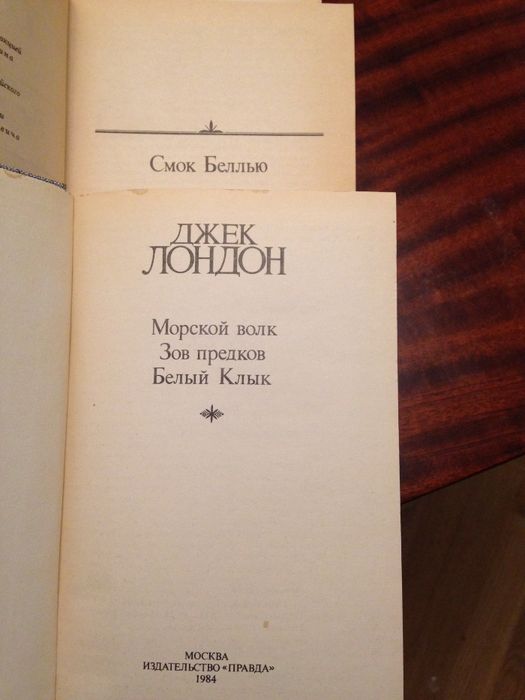 Смок Беллью
ДЖЕК
ЛОНДОН
Морской волк
Зов предков
Белый Клык
МОСКВА
ИЗДАТЕЛЬСТВО «ПРАВДА»
1984